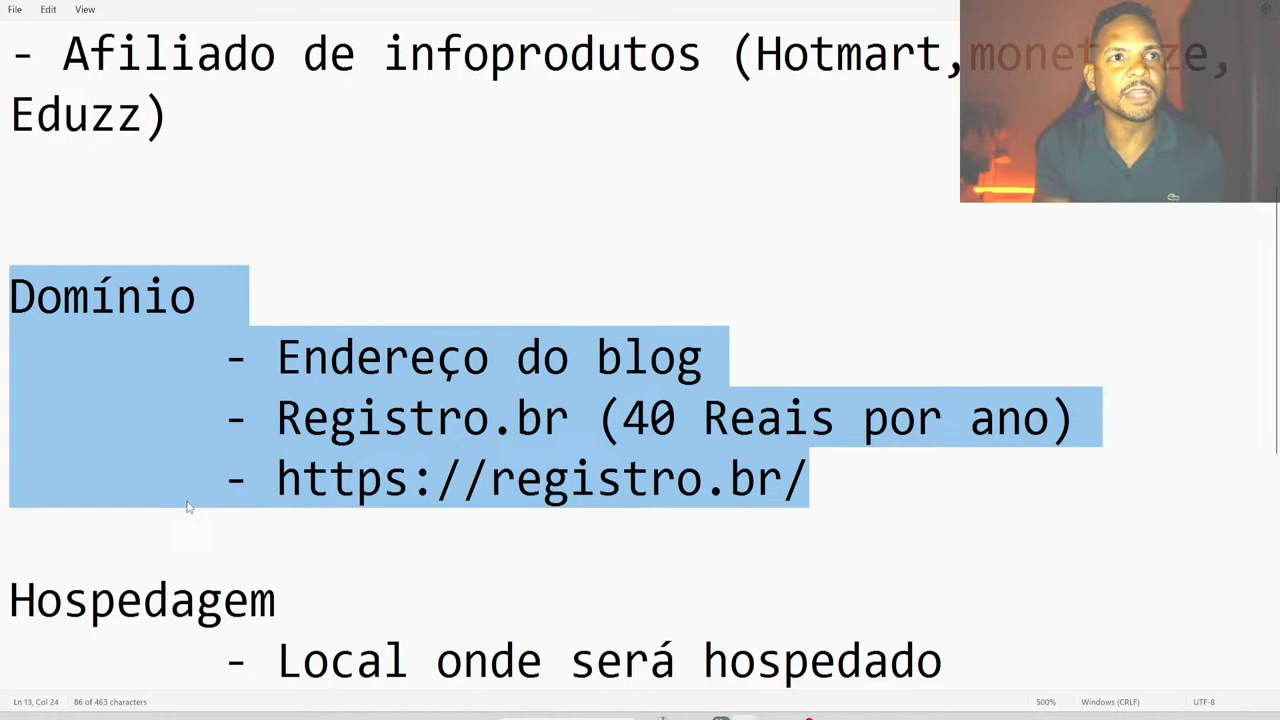 File Edit View
- Afiliado de infoprodutos (Hotmart,monetizze,
Eduzz)
Domínio
- Endereço do blog
- Registro.br (40 Reais por ano)
- https://registro.br/
Hospedagem
- Local onde será hospedado
Ln 13, Col 24 86 of 463 characters 500% Windows (CRLF) UTF-8